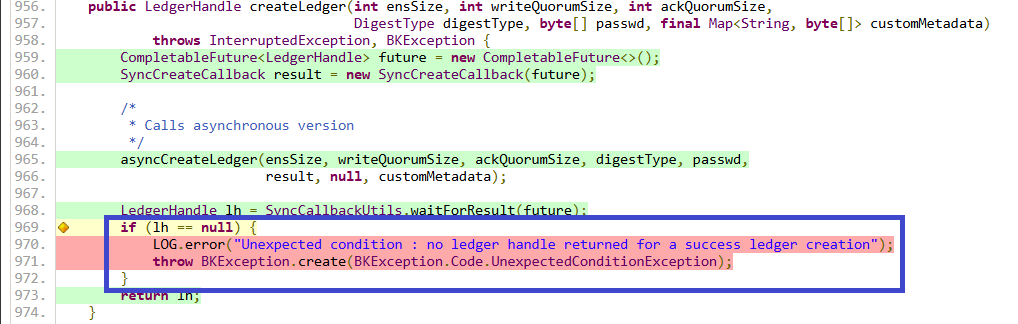 956. public LedgerHandle createLedger(int ensSize, int writeQuorumSize, int ackQuorumSize,
957. DigestType digestType, byte[] passwd, final Map<String, byte[]> customMetadata)
958. throws InterruptedException, BKException {
959. CompletableFuture<LedgerHandle> future = new CompletableFuture<>();
960. SyncCreateCallback result = new SyncCreateCallback(future);
961.
962. /*
963. * Calls asynchronous version
964. */
965. asyncCreateLedger(ensSize, writeQuorumSize, ackQuorumSize, digestType, passwd,
966. result, null, customMetadata);
967.
968. LedgerHandle lh = SyncCallbackUtils.waitForResult(future);
969. if (lh == null) {
970. LOG.error("Unexpected condition : no ledger handle returned for a success ledger creation");
971. throw BKException.create(BKException.Code.UnexpectedConditionException);
972. }
973. return lh;
974. }